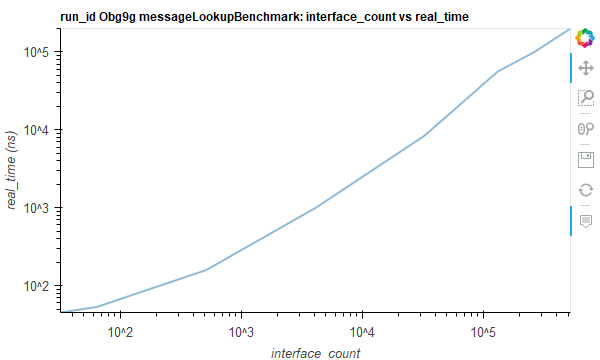 run_id Obg9g messageLookupBenchmark: interface_count vs real_time
10^5
10^4
10^3
10^2
real_time (ns)
10^2 10^3 10^4 10^5
interface_count